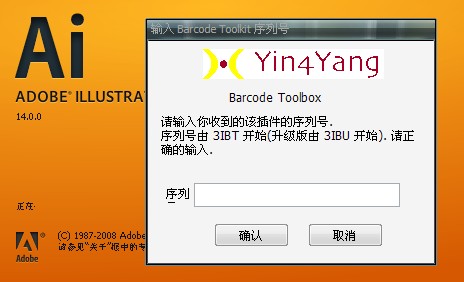 Ai
ADOBE® ILLUSTRA
14.0.0
正在
(C) 1987-2008 Adobe
请参见“关于”框中的专
Adobe
输入 Barcode Toolkit 序列号
Yin4Yang
Barcode Toolbox
请输入你收到的该插件的序列号.
序列号由 3IBT 开始(升级版由 3IBU 开始). 请正
确的输入.
序列
确认
取消